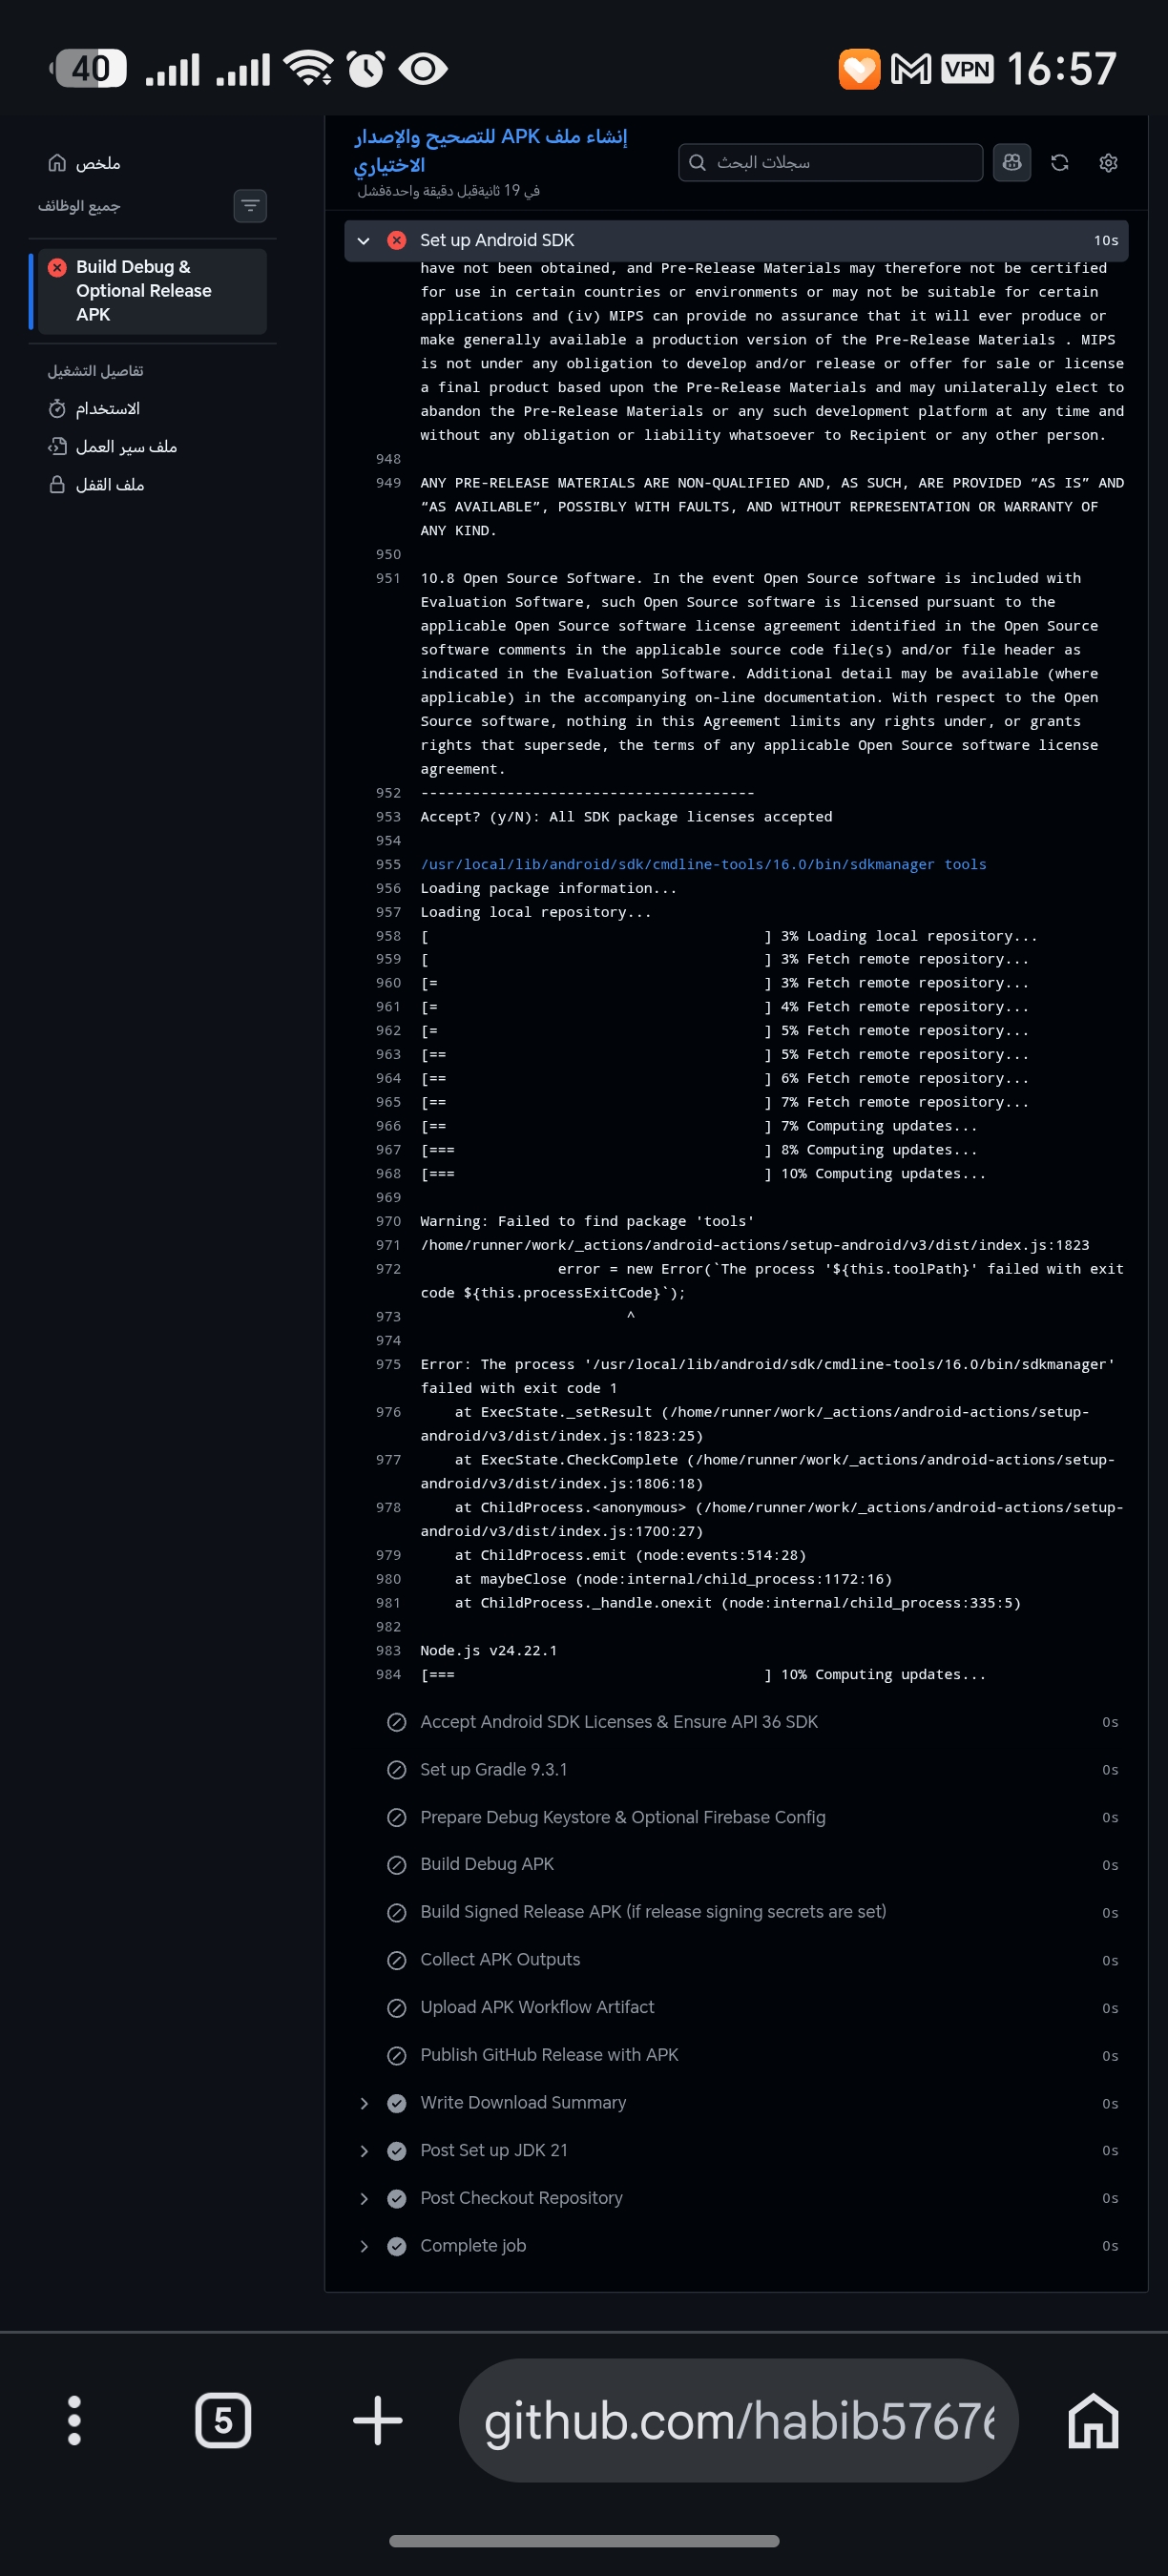 40
VPN
16:57
ملخص
جميع الوظائف
Build Debug &
Optional Release
APK
تفاصيل التشغيل
الاستخدام
ملف سير العمل
ملف القفل
إنشاء ملف APK للتصحيح والإصدار
الاختياري
فشلقبل دقيقة واحدةفي 19 ثانية
سجلات البحث
Set up Android SDK 10s
have not been obtained, and Pre-Release Materials may therefore not be certified
for use in certain countries or environments or may not be suitable for certain
applications and (iv) MIPS can provide no assurance that it will ever produce or
make generally available a production version of the Pre-Release Materials . MIPS
is not under any obligation to develop and/or release or offer for sale or license
a final product based upon the Pre-Release Materials and may unilaterally elect to
abandon the Pre-Release Materials or any such development platform at any time and
without any obligation or liability whatsoever to Recipient or any other person.
948
949 ANY PRE-RELEASE MATERIALS ARE NON-QUALIFIED AND, AS SUCH, ARE PROVIDED “AS IS” AND
“AS AVAILABLE”, POSSIBLY WITH FAULTS, AND WITHOUT REPRESENTATION OR WARRANTY OF
ANY KIND.
950
951 10.8 Open Source Software. In the event Open Source software is included with
Evaluation Software, such Open Source software is licensed pursuant to the
applicable Open Source software license agreement identified in the Open Source
software comments in the applicable source code file(s) and/or file header as
indicated in the Evaluation Software. Additional detail may be available (where
applicable) in the accompanying on-line documentation. With respect to the Open
Source software, nothing in this Agreement limits any rights under, or grants
rights that supersede, the terms of any applicable Open Source software license
agreement.
952 ---------------------------------------
953 Accept? (y/N): All SDK package licenses accepted
954
955 /usr/local/lib/android/sdk/cmdline-tools/16.0/bin/sdkmanager tools
956 Loading package information...
957 Loading local repository...
958 [                                       ] 3% Loading local repository...
959 [                                       ] 3% Fetch remote repository...
960 [=                                      ] 3% Fetch remote repository...
961 [=                                      ] 4% Fetch remote repository...
962 [=                                      ] 5% Fetch remote repository...
963 [==                                     ] 5% Fetch remote repository...
964 [==                                     ] 6% Fetch remote repository...
965 [==                                     ] 7% Fetch remote repository...
966 [==                                     ] 7% Computing updates...
967 [===                                    ] 8% Computing updates...
968 [===                                    ] 10% Computing updates...
969
970 Warning: Failed to find package 'tools'
971 /home/runner/work/_actions/android-actions/setup-android/v3/dist/index.js:1823
972 error = new Error(`The process '${this.toolPath}' failed with exit
code ${this.processExitCode}`);
973 ^
974
975 Error: The process '/usr/local/lib/android/sdk/cmdline-tools/16.0/bin/sdkmanager'
failed with exit code 1
976 at ExecState._setResult (/home/runner/work/_actions/android-actions/setup-
android/v3/dist/index.js:1823:25)
977 at ExecState.CheckComplete (/home/runner/work/_actions/android-actions/setup-
android/v3/dist/index.js:1806:18)
978 at ChildProcess.<anonymous> (/home/runner/work/_actions/android-actions/setup-
android/v3/dist/index.js:1700:27)
979 at ChildProcess.emit (node:events:514:28)
980 at maybeClose (node:internal/child_process:1172:16)
981 at ChildProcess._handle.onexit (node:internal/child_process:335:5)
982
983 Node.js v24.22.1
984 [===                                    ] 10% Computing updates...
Accept Android SDK Licenses & Ensure API 36 SDK 0s
Set up Gradle 9.3.1 0s
Prepare Debug Keystore & Optional Firebase Config 0s
Build Debug APK 0s
Build Signed Release APK (if release signing secrets are set) 0s
Collect APK Outputs 0s
Upload APK Workflow Artifact 0s
Publish GitHub Release with APK 0s
Write Download Summary 0s
Post Set up JDK 21 0s
Post Checkout Repository 0s
Complete job 0s
5
github.com/habib5767